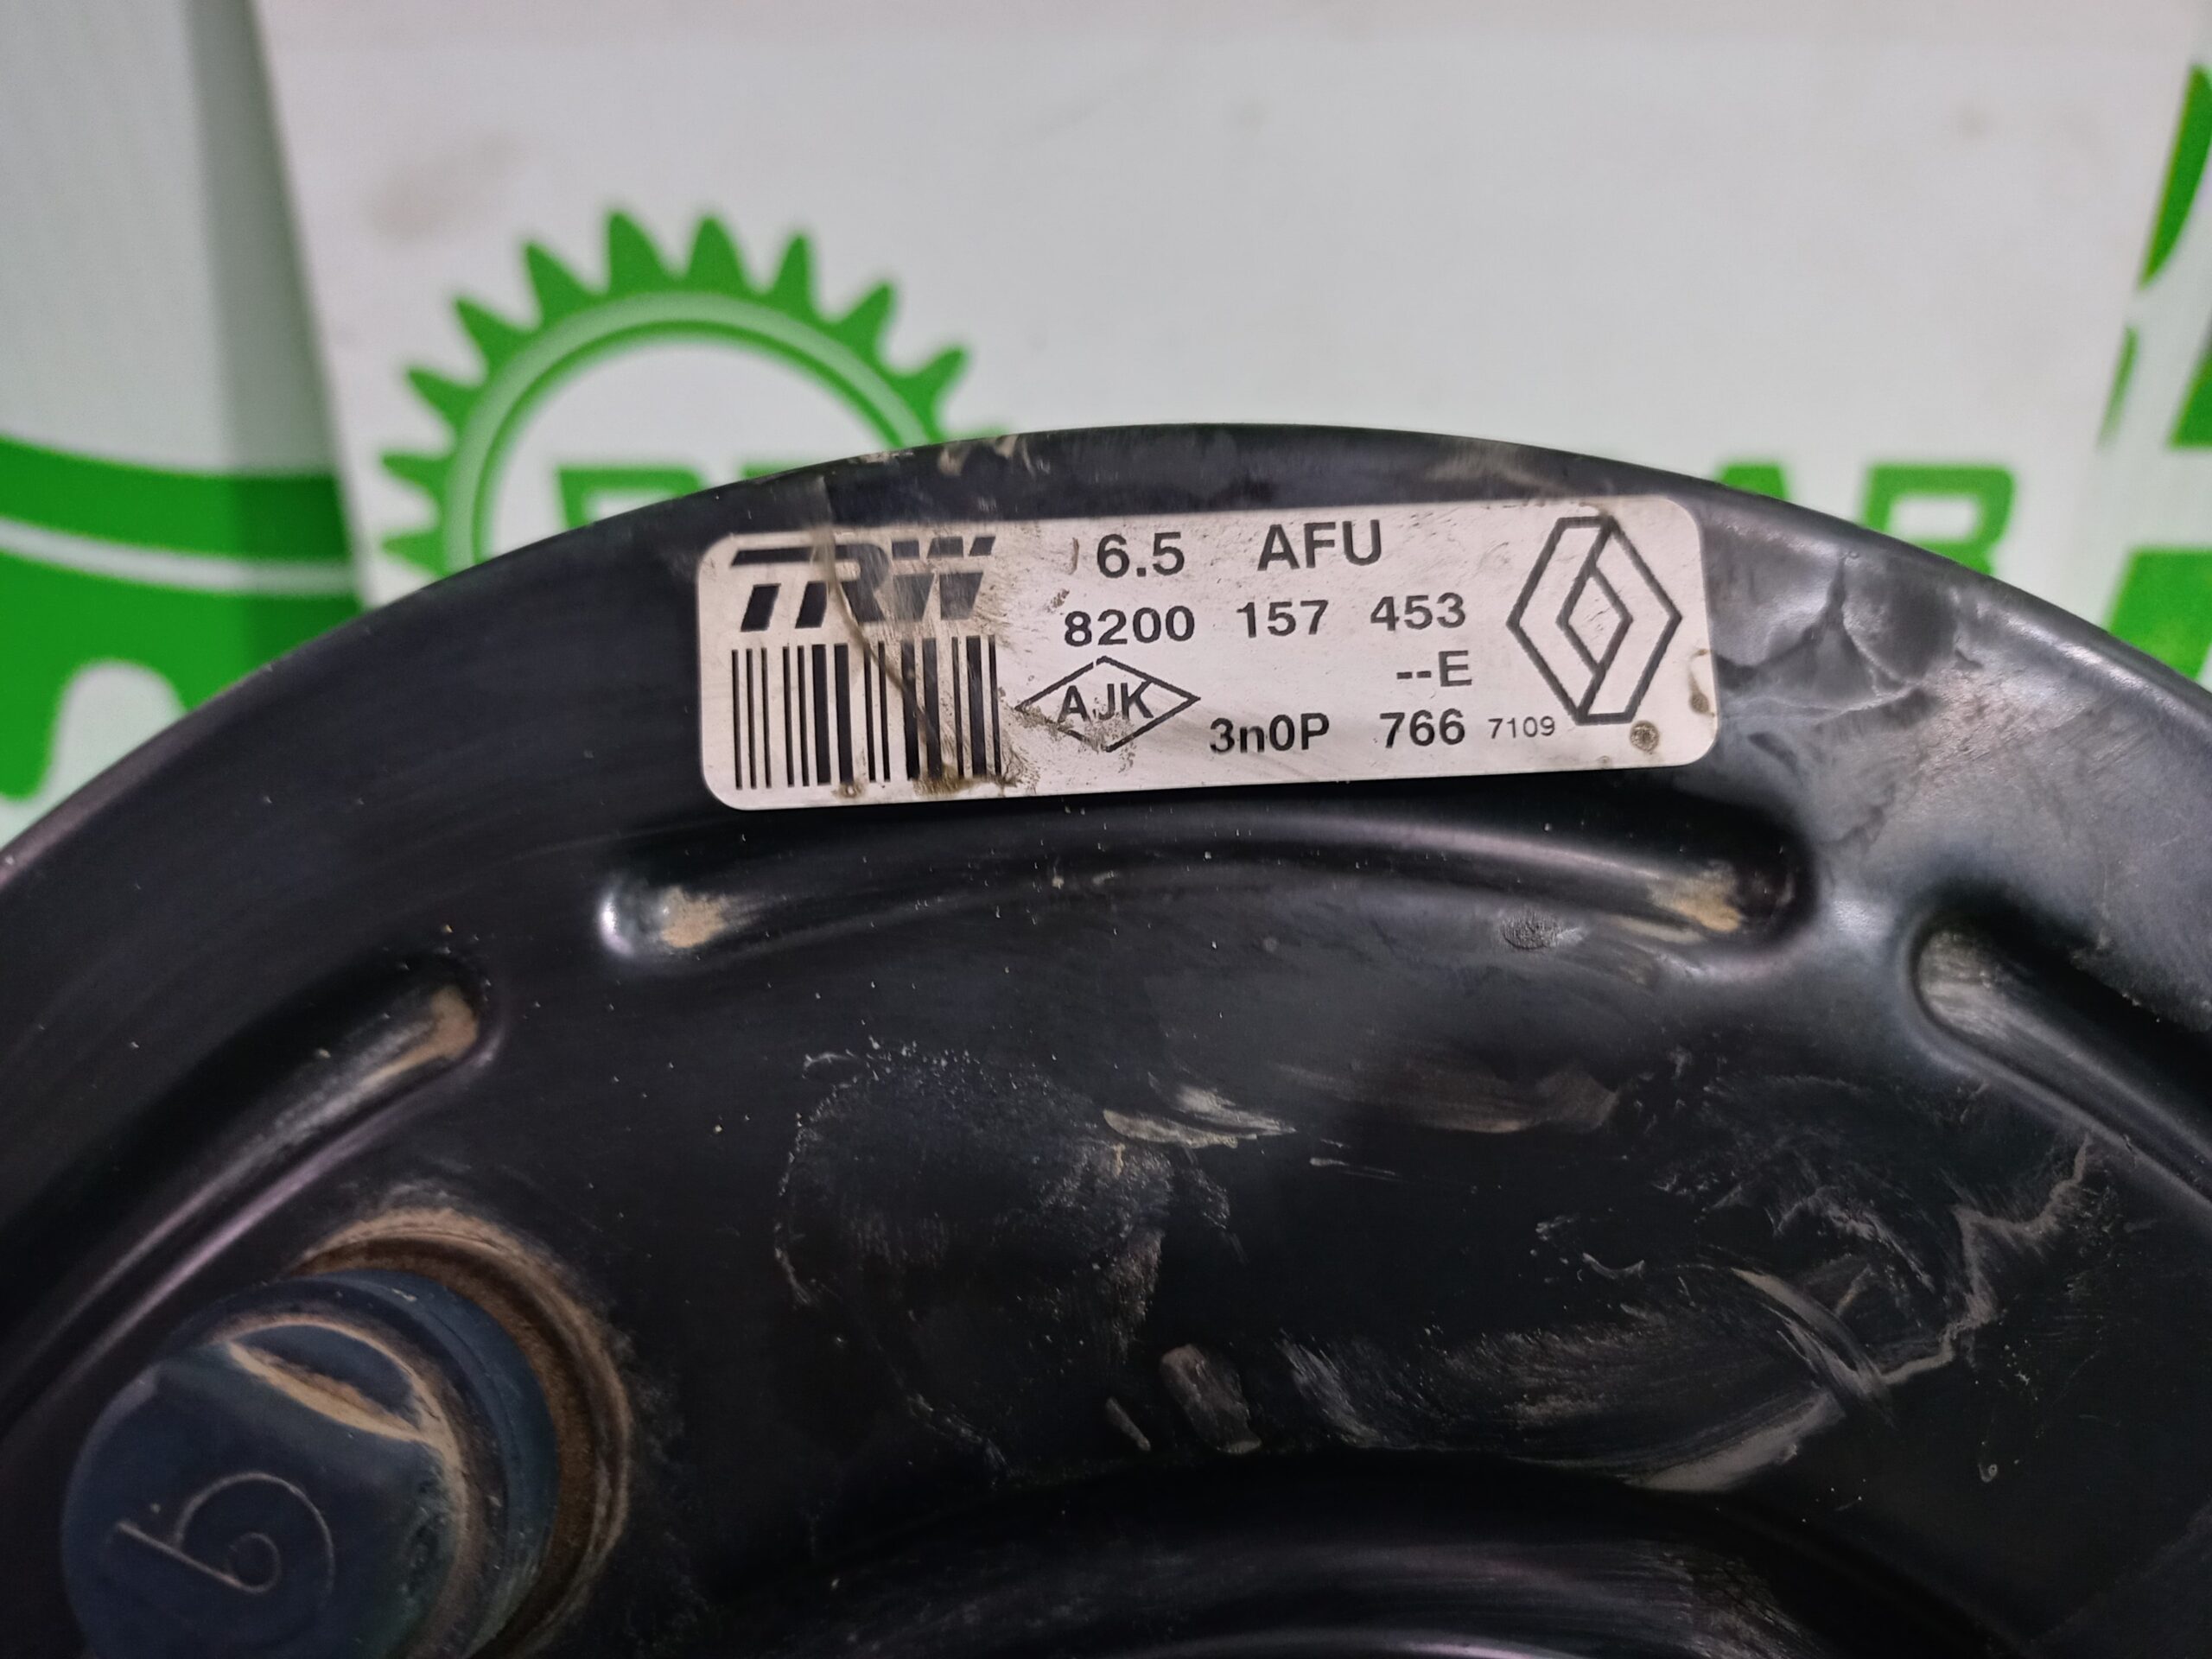 TRW
6.5 AFU
8200 157 453
--E
AJK
3n0P 766 7109